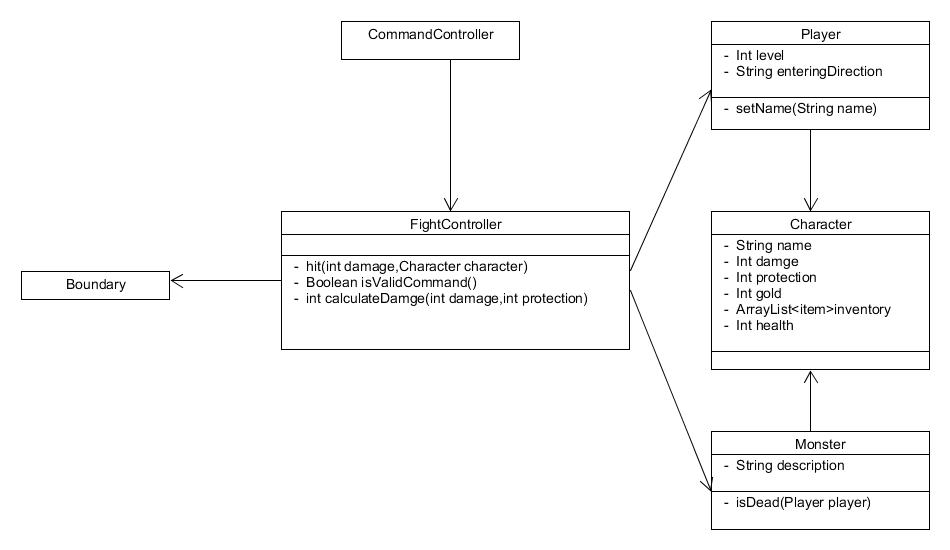 CommandController
Player
- Int level
- String enteringDirection
- setName(String name)
FightController
- hit(int damage,Character character)
- Boolean isValidCommand()
- int calculateDamge(int damage,int protection)
Boundary
Character
- String name
- Int damge
- Int protection
- Int gold
- ArrayList<item>inventory
- Int health
Monster
- String description
- isDead(Player player)